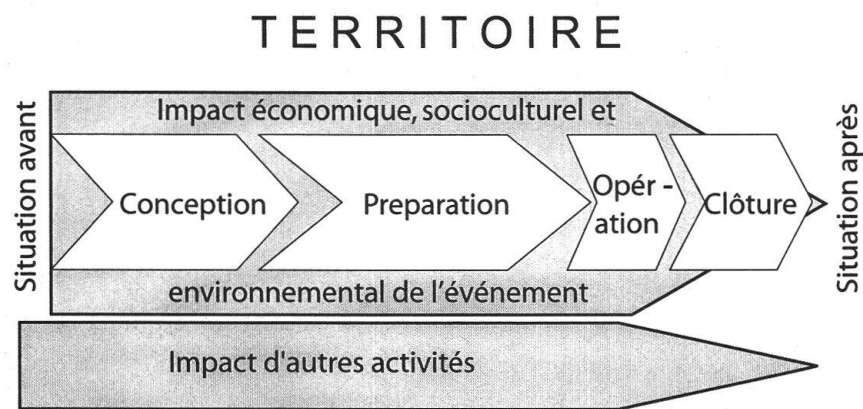 TERRITOIRE
Situation avant
Impact économique, socioculturel et
Conception
Preparation
Opér -
ation
Clôture
environnemental de l'événement
Situation après
Impact d'autres activités